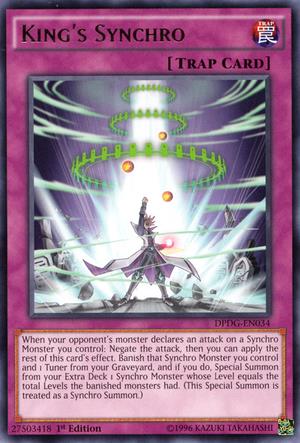 King's Synchro
TRAP
罠
[Trap Card]
DPDG-EN034
When your opponent's monster declares an attack on a Synchro
Monster you control: Negate the attack, then you can apply the
rest of this card's effect. Banish that Synchro Monster you control
and 1 Tuner from your Graveyard, and if you do, Special Summon
from your Extra Deck 1 Synchro Monster whose Level equals the
total Levels the banished monsters had. (This Special Summon is
treated as a Synchro Summon.)
27503418 1st Edition ©1996 KAZUKI TAKAHASHI